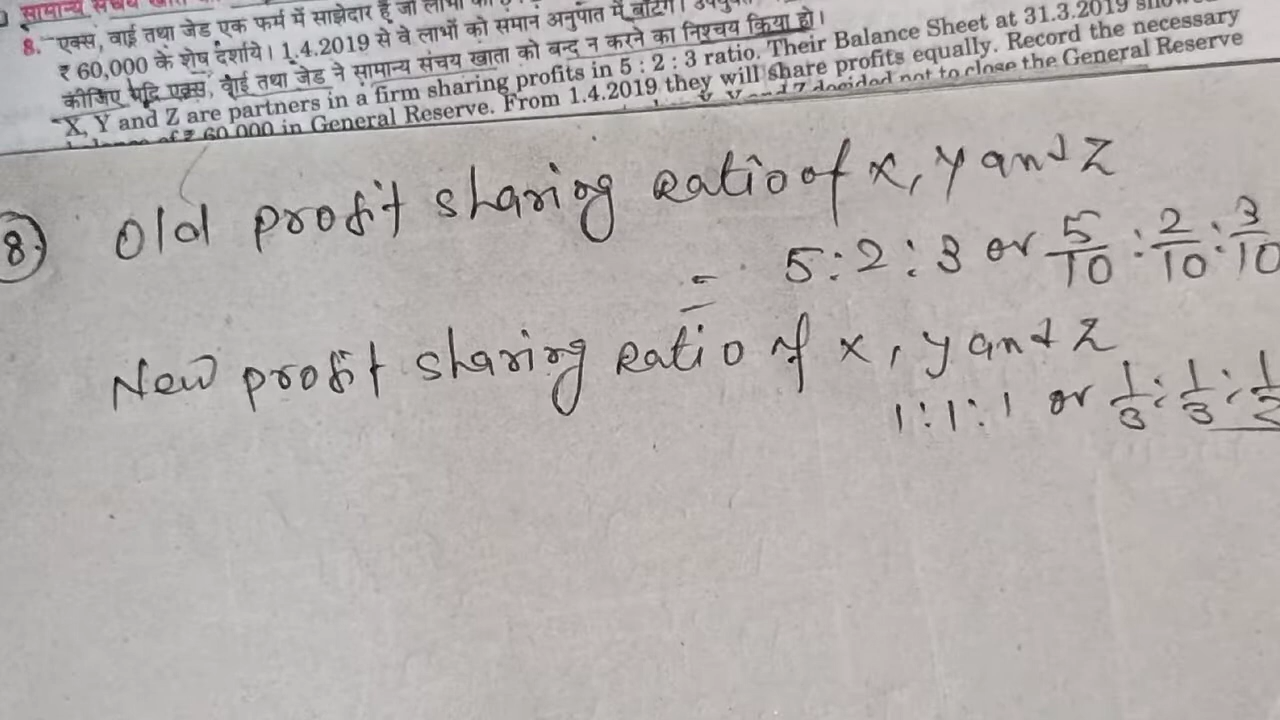 सामान्य संचय
8. एक्स, वाई तथा जेड एक फर्म में साझेदार हैं जो लाभों
₹ 60,000 के शेष दर्शाये। 1.4.2019 से वे लाभों को समान अनुपात में बाँटेंगे।
कीजिए यदि एक्स, वाई तथा जेड ने सामान्य संचय खाता को बन्द न करने का निश्चय किया हो।
X, Y and Z are partners in a firm sharing profits in 5 : 2 : 3 ratio. Their Balance Sheet at 31.3.2019
60,000 in General Reserve. From 1.4.2019 they will share profits equally. Record the necessary
Y and Z decided not to close the General Reserve
8. Old profit sharing Ratio of X, Y and Z
= 5 : 2 : 3 or 5/10 : 2/10 : 3/10
New profit sharing Ratio of X, Y and Z
1 : 1 : 1 or 1/3 : 1/3 : 1/